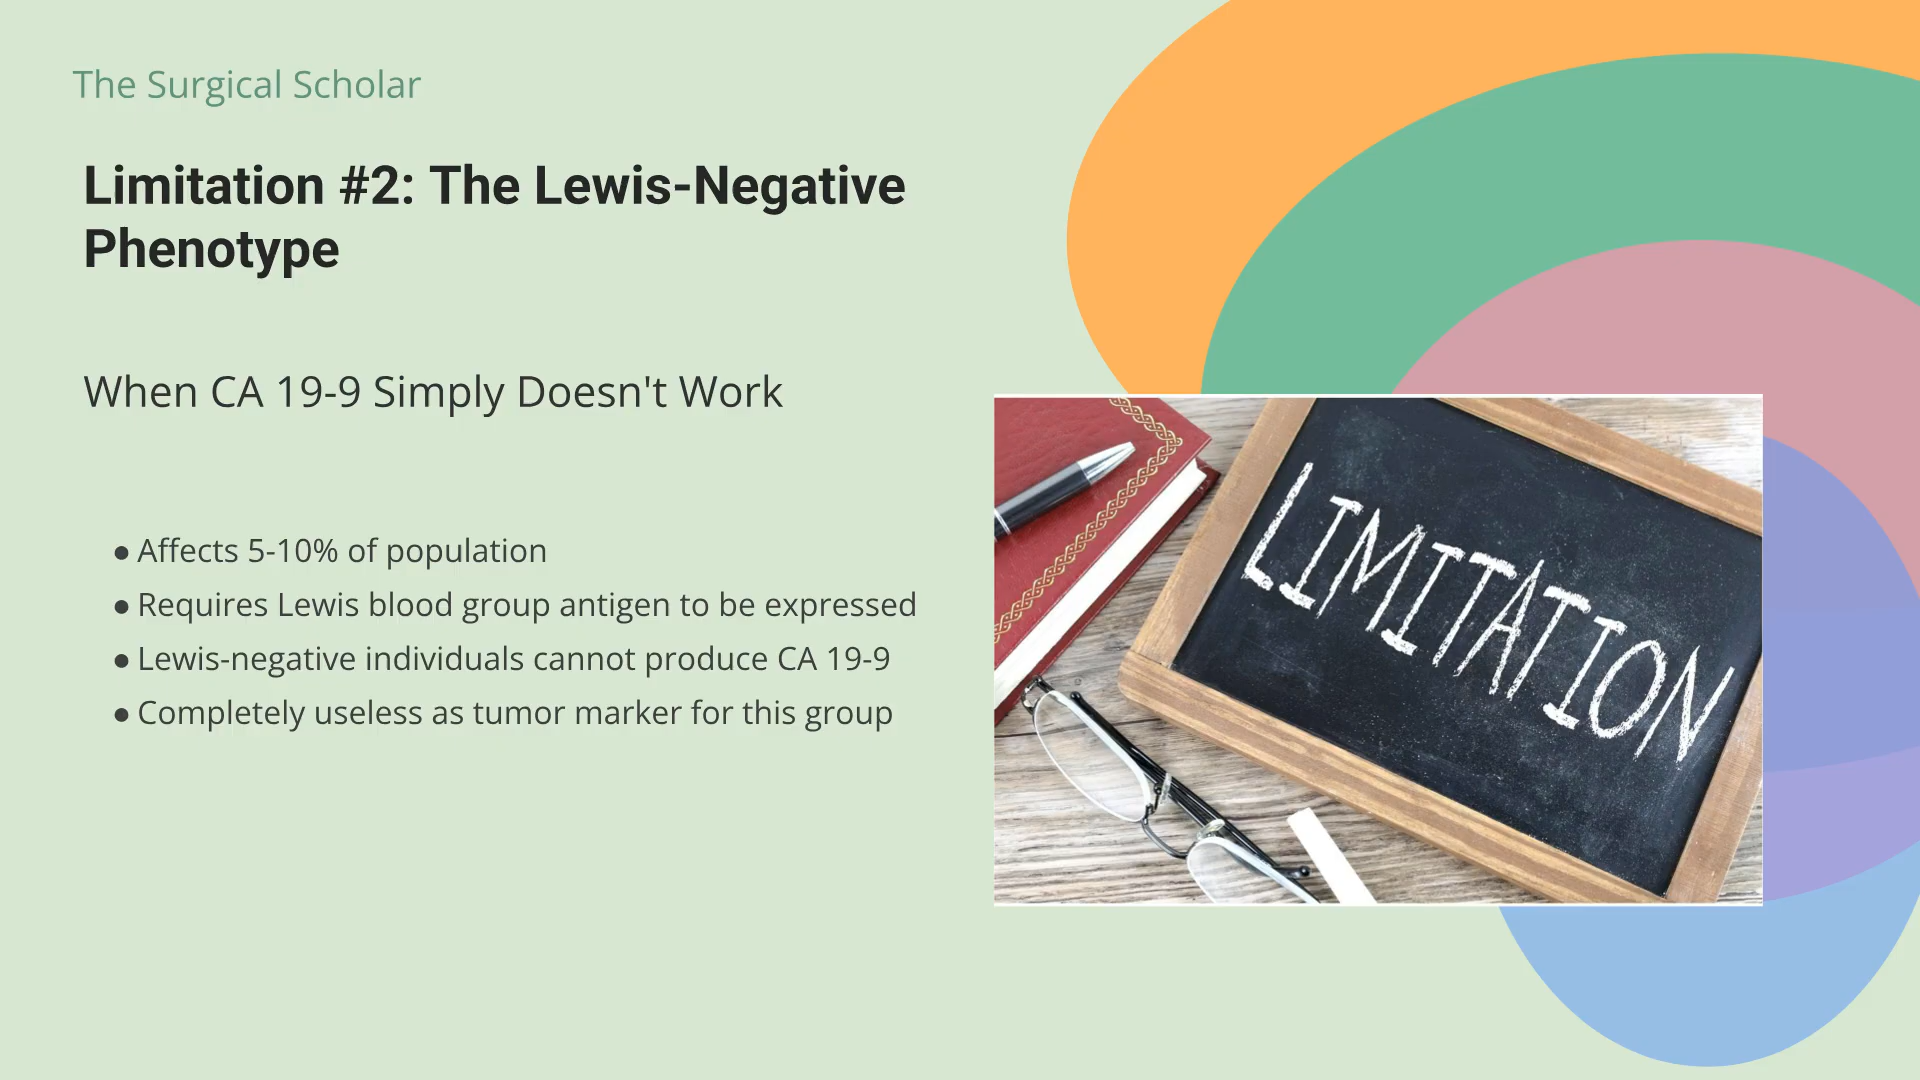 The Surgical Scholar
Limitation #2: The Lewis-Negative
Phenotype
When CA 19-9 Simply Doesn't Work
● Affects 5-10% of population
● Requires Lewis blood group antigen to be expressed
● Lewis-negative individuals cannot produce CA 19-9
● Completely useless as tumor marker for this group
LIMITATION